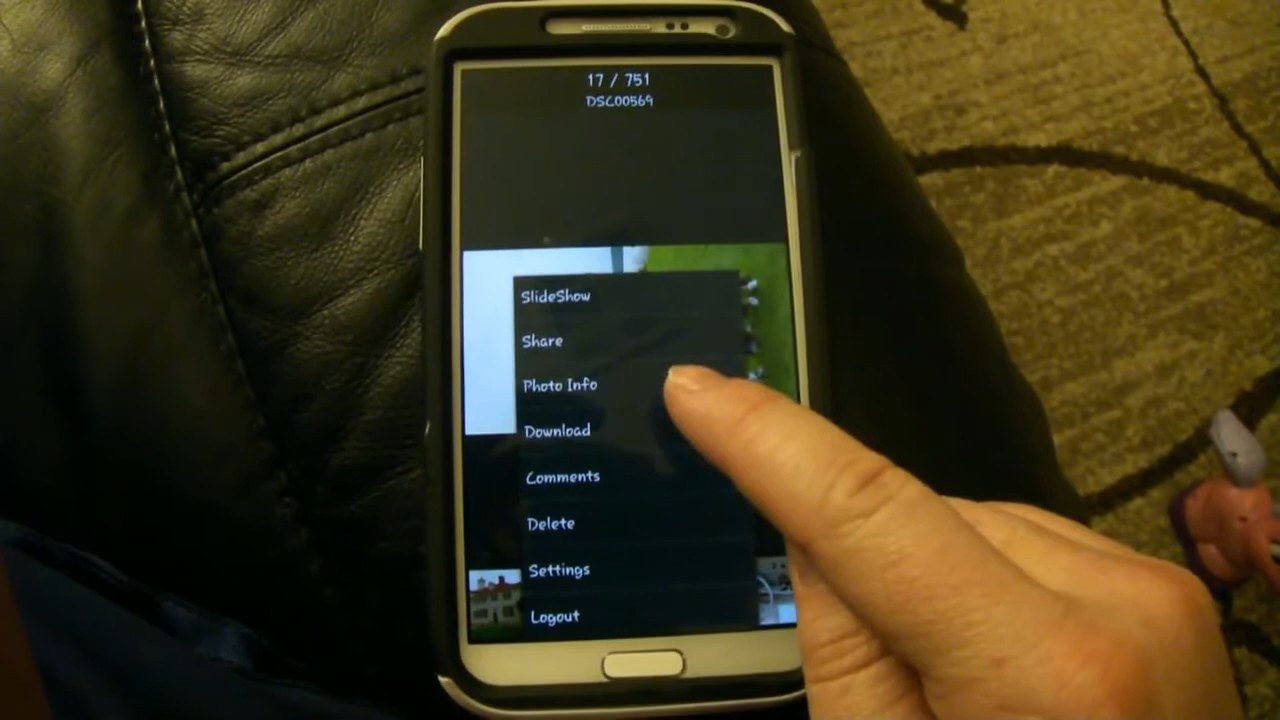 17 / 751
DSC00569
SlideShow
Share
Photo Info
Download
Comments
Delete
Settings
Logout